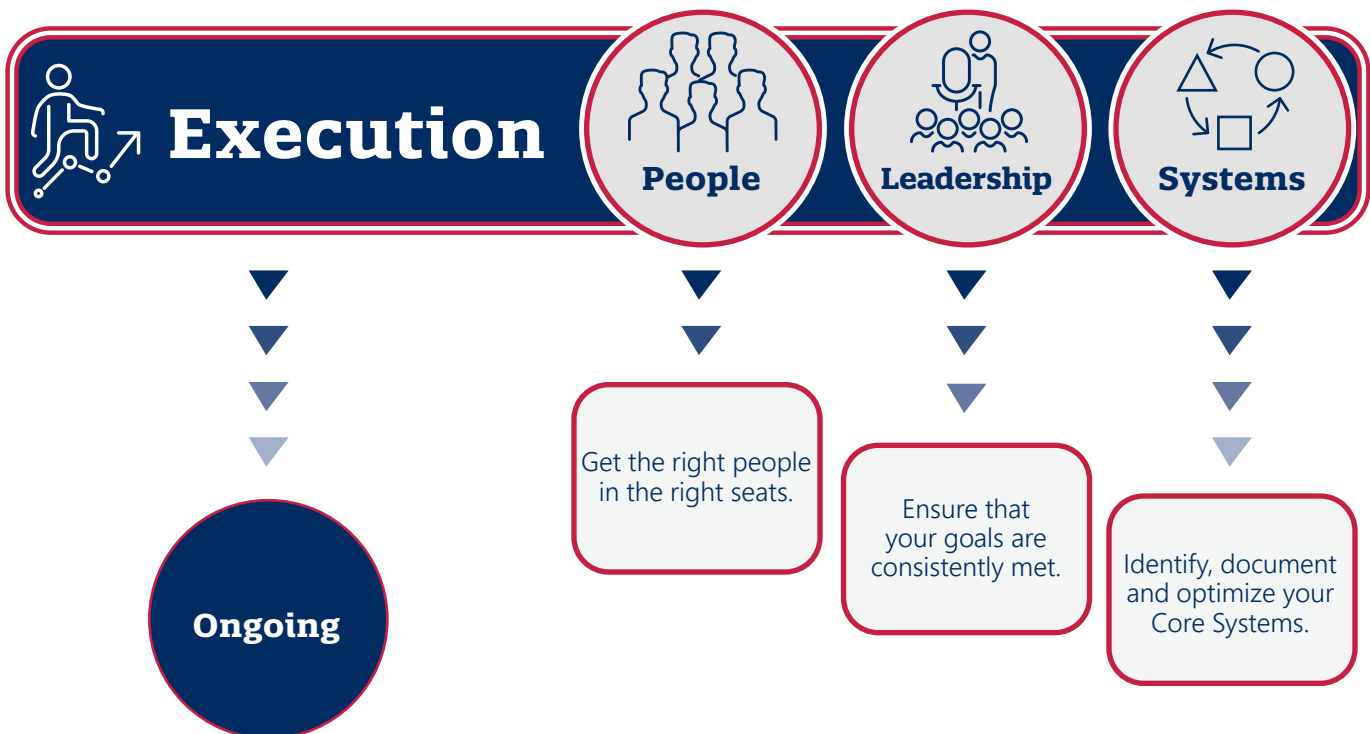 Execution
People
Leadership
Systems
Get the right people
in the right seats.
Ensure that
your goals are
consistently met.
Identify, document
and optimize your
Core Systems.
Ongoing